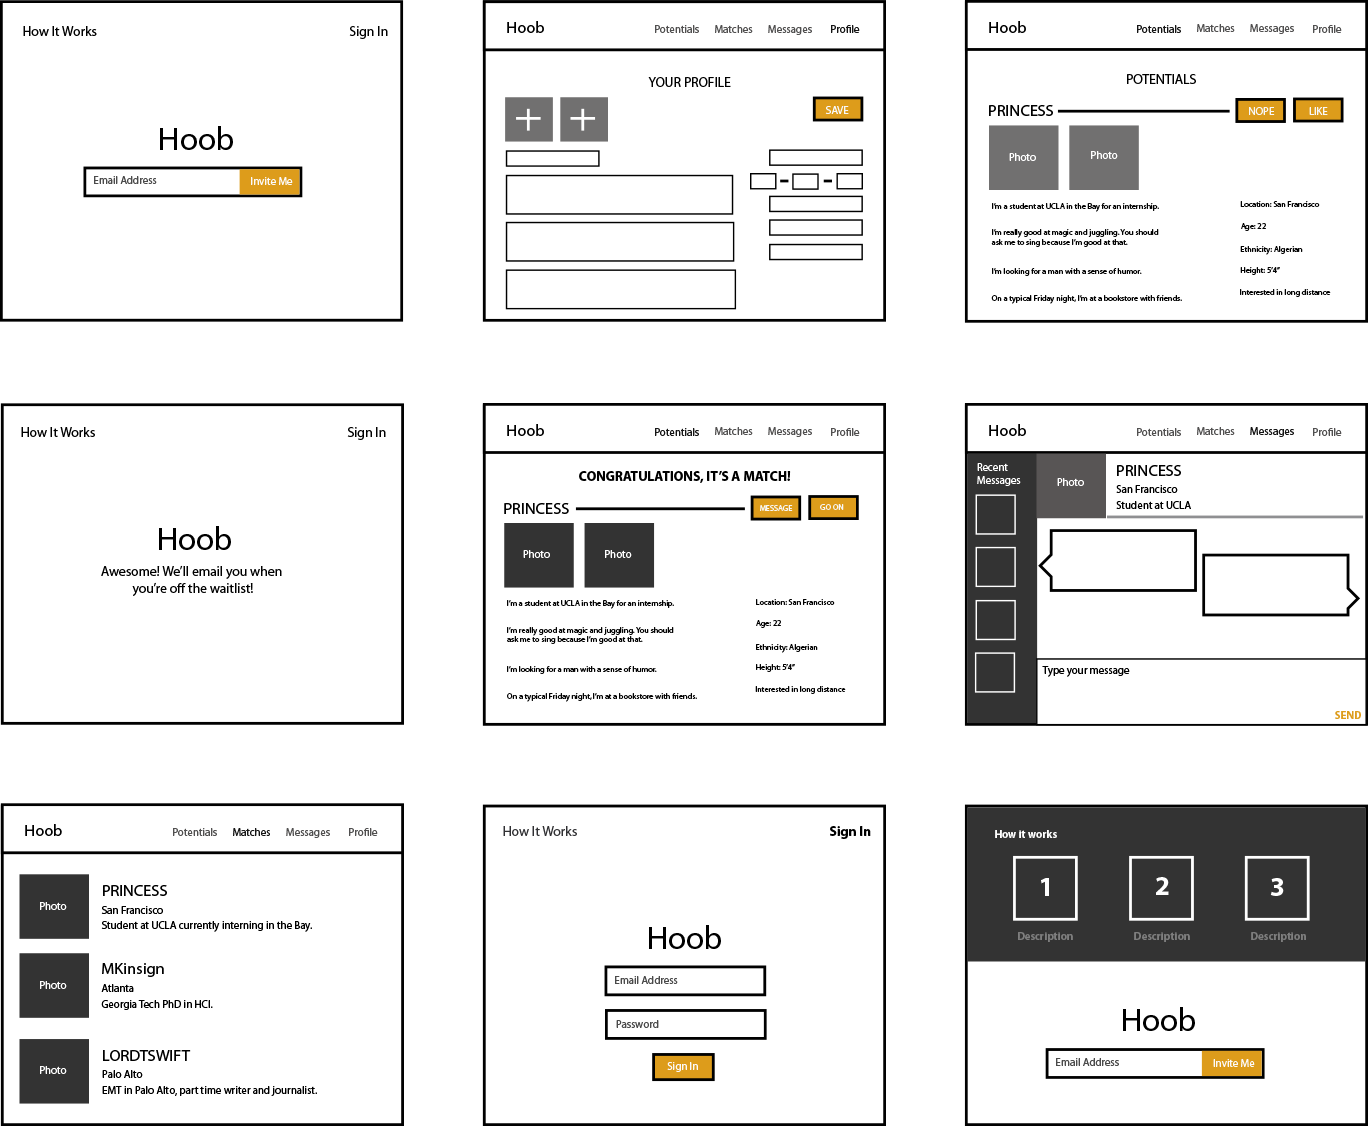 How It Works
Sign In
Hoob
Email Address
Invite Me
Hoob
Potentials
Matches
Messages
Profile
YOUR PROFILE
SAVE
Hoob
Potentials
Matches
Messages
Profile
POTENTIALS
PRINCESS
NOPE
LIKE
Photo
Photo
I'm a student at UCLA in the Bay for an internship.
I'm really good at magic and juggling. You should
ask me to sing because I'm good at that.
I'm looking for a man with a sense of humor.
On a typical Friday night, I'm at a bookstore with friends.
Location: San Francisco
Age: 22
Ethnicity: Algerian
Height: 5'4"
Interested in long distance
How It Works
Sign In
Hoob
Awesome! We'll email you when
you're off the waitlist!
Hoob
Potentials
Matches
Messages
Profile
CONGRATULATIONS, IT'S A MATCH!
PRINCESS
MESSAGE
GO ON
Photo
Photo
I'm a student at UCLA in the Bay for an internship.
I'm really good at magic and juggling. You should
ask me to sing because I'm good at that.
I'm looking for a man with a sense of humor.
On a typical Friday night, I'm at a bookstore with friends.
Location: San Francisco
Age: 22
Ethnicity: Algerian
Height: 5'4"
Interested in long distance
Hoob
Potentials
Matches
Messages
Profile
Recent
Messages
Photo
PRINCESS
San Francisco
Student at UCLA
Type your message
SEND
Hoob
Potentials
Matches
Messages
Profile
Photo
PRINCESS
San Francisco
Student at UCLA currently interning in the Bay.
Photo
MKinsign
Atlanta
Georgia Tech PhD in HCI.
Photo
LORDTSWIFT
Palo Alto
EMT in Palo Alto, part time writer and journalist.
How It Works
Sign In
Hoob
Email Address
Password
Sign In
How it works
1
2
3
Description
Description
Description
Hoob
Email Address
Invite Me